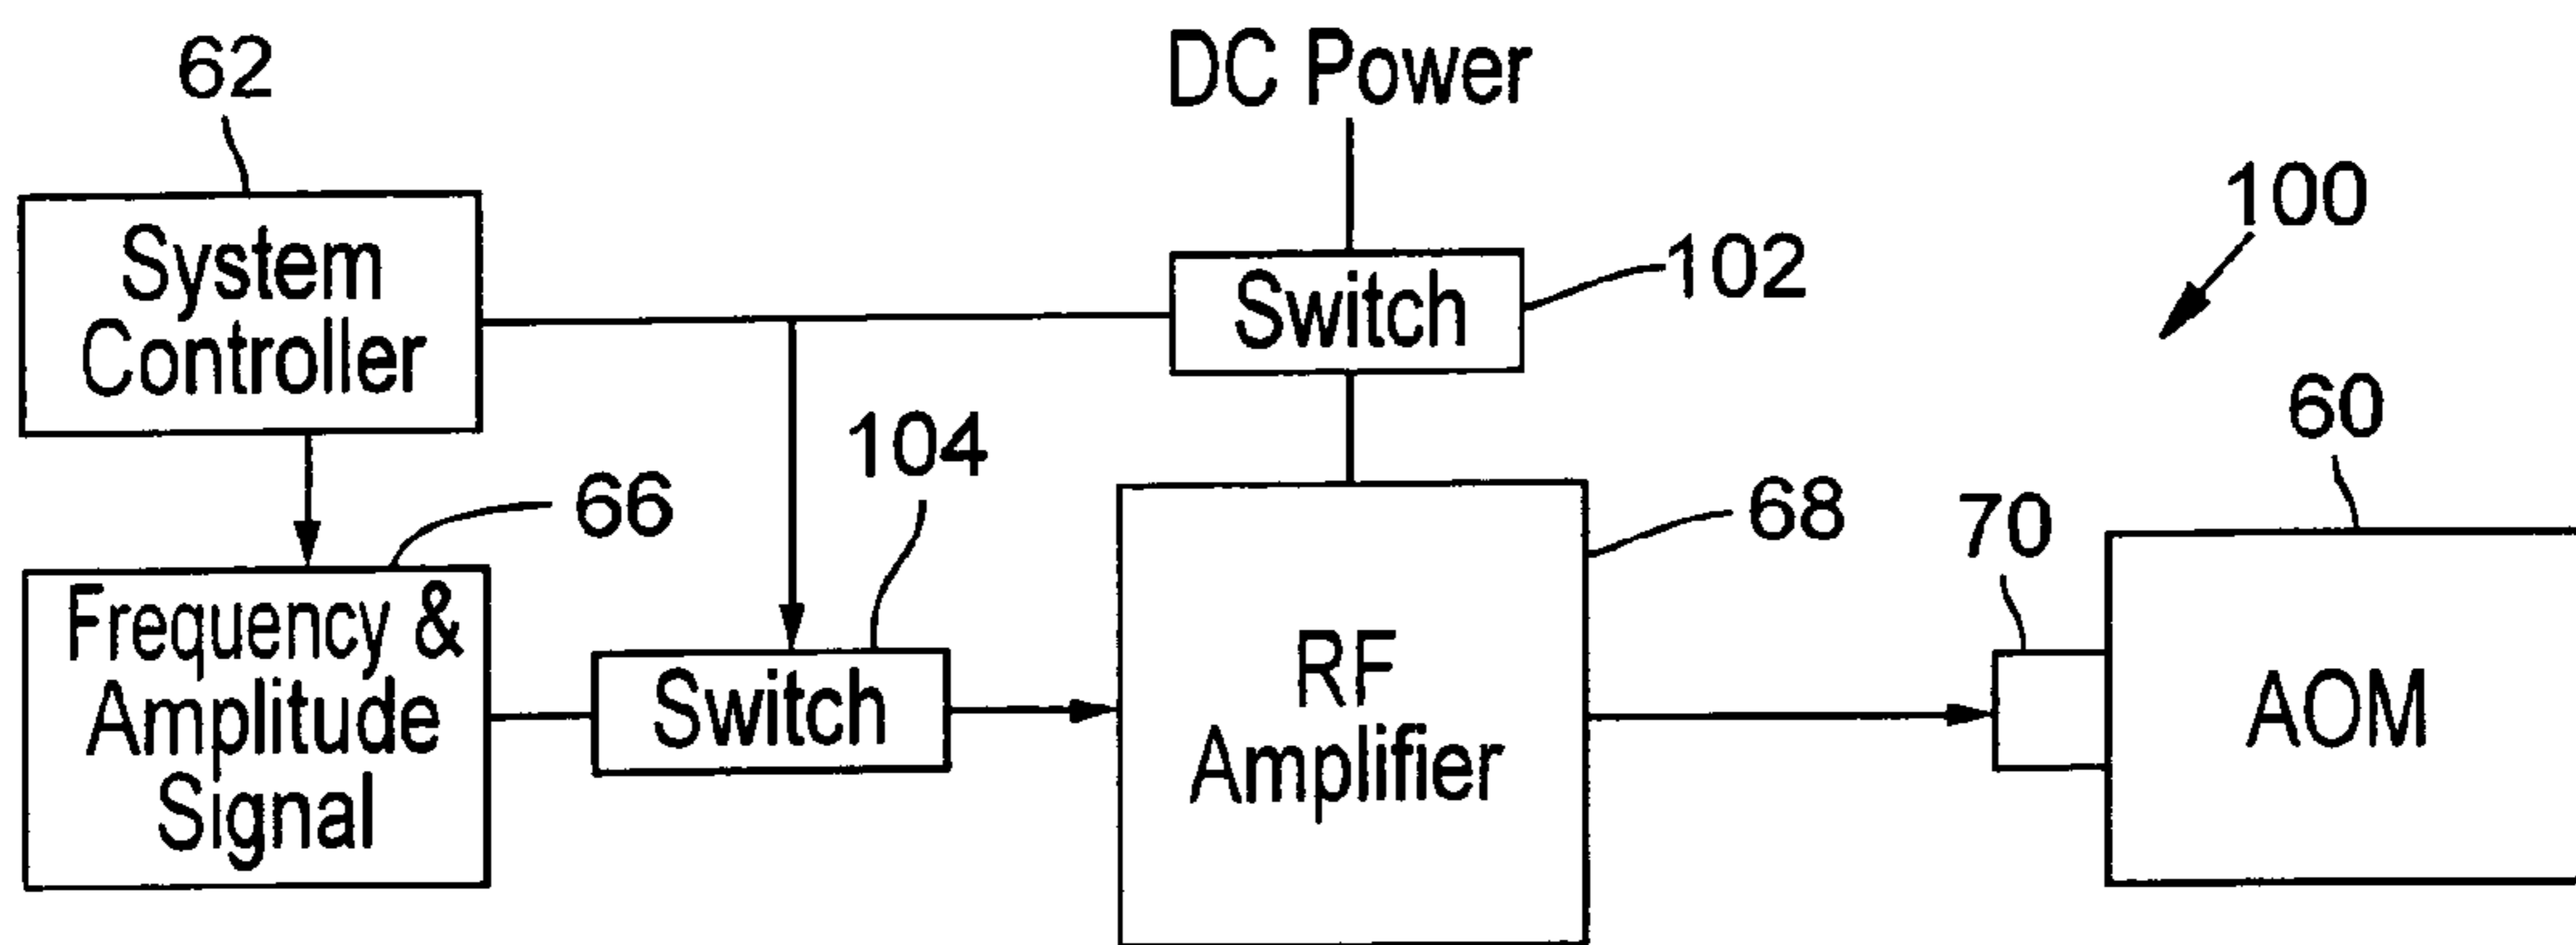 62
DC Power
100
System
Controller
Switch
102
60
104
66
68
70
Frequency &
Amplitude
Signal
Switch
RF
Amplifier
AOM